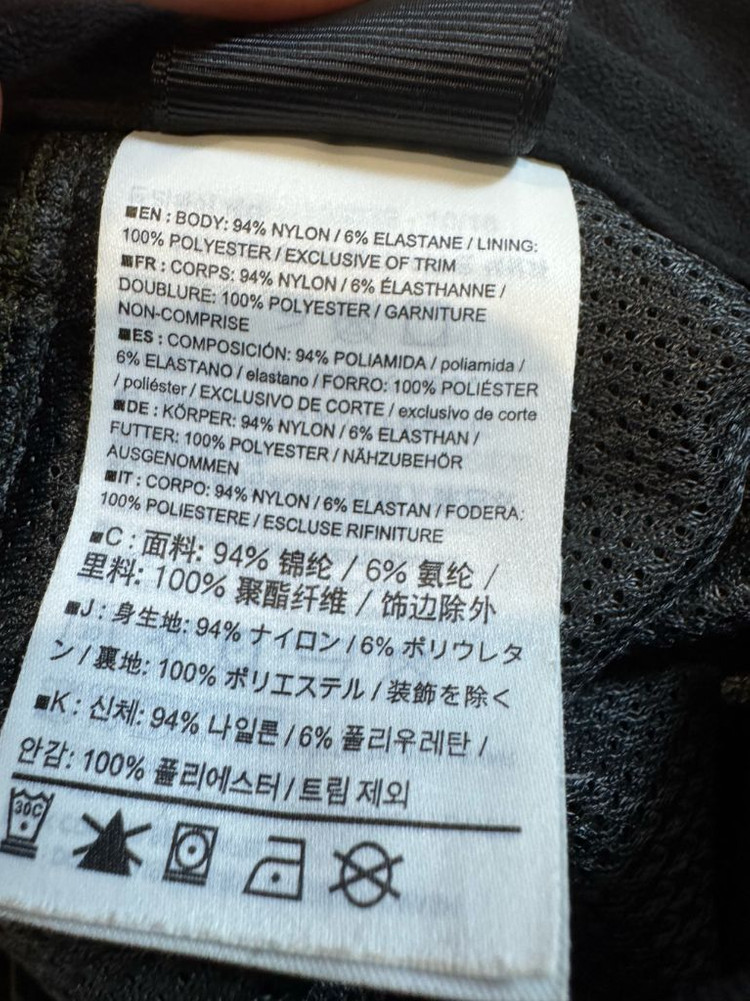 ■EN : BODY: 94% NYLON / 6% ELASTANE / LINING:
100% POLYESTER / EXCLUSIVE OF TRIM
■FR : CORPS: 94% NYLON / 6% ÉLASTHANNE /
DOUBLURE: 100% POLYESTER / GARNITURE
NON-COMPRISE
■ES : COMPOSICIÓN: 94% POLIAMIDA / poliamida /
6% ELASTANO / elastano / FORRO: 100% POLIÉSTER
/ poliéster / EXCLUSIVO DE CORTE / exclusivo de corte
■DE : KÖRPER: 94% NYLON / 6% ELASTHAN /
FUTTER: 100% POLYESTER / NÄHZUBEHÖR
AUSGENOMMEN
■IT : CORPO: 94% NYLON / 6% ELASTAN / FODERA:
100% POLIESTERE / ESCLUSE RIFINITURE
■C : 面料: 94% 锦纶 / 6% 氨纶 /
里料: 100% 聚酯纤维 / 饰边除外
■J : 身生地: 94% ナイロン / 6% ポリウレタ
ン / 裏地: 100% ポリエステル / 装飾を除く
■K : 신체: 94% 나일론 / 6% 폴리우레탄 /
안감: 100% 폴리에스터 / 트림 제외
30C